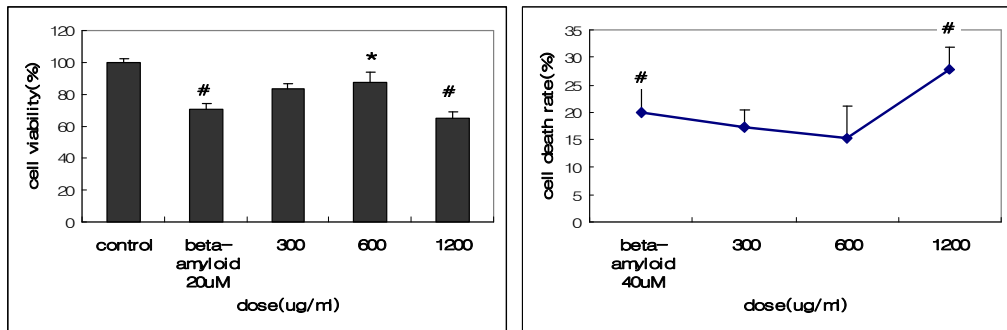 cell viability(%)
120
100
80
60
40
20
0
#
*
#
control
beta-
amyloid
20uM
300
600
1200
dose(ug/ml)
cell death rate(%)
35
30
25
20
15
10
5
0
#
#
beta-
amyloid
40uM
300
600
1200
dose(ug/ml)